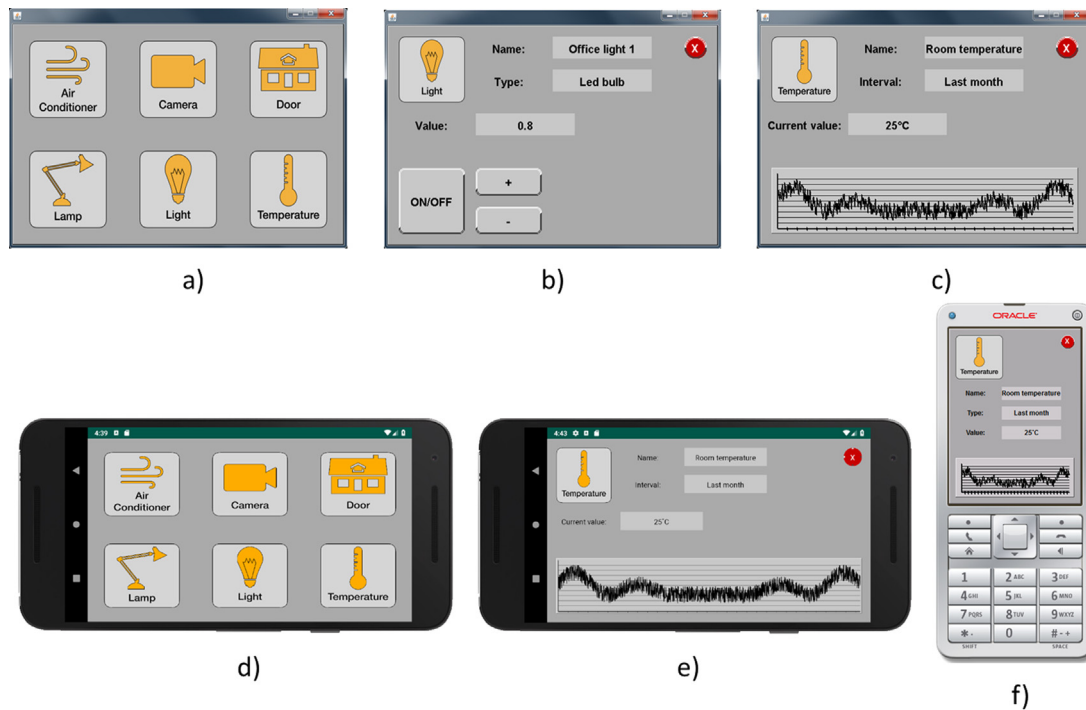 Air
Conditioner
Camera
Door
Lamp
Light
Temperature
a)
Light
Name:
Office light 1
X
Type:
Led bulb
Value:
0.8
ON/OFF
+
-
b)
Temperature
Name:
Room temperature
X
Interval:
Last month
Current value:
25°C
c)
4:39
Air
Conditioner
Camera
Door
Lamp
Light
Temperature
d)
4:43
Temperature
Name:
Room temperature
X
Interval:
Last month
Current value:
25°C
e)
ORACLE
Temperature
X
Name:
Room temperature
Type:
Last month
Value:
25°C
1
2 ABC
3 DEF
4 GHI
5 JKL
6 MNO
7 PQRS
8 TUV
9 WXYZ
* .
0
# - +
SHIFT
SPACE
f)